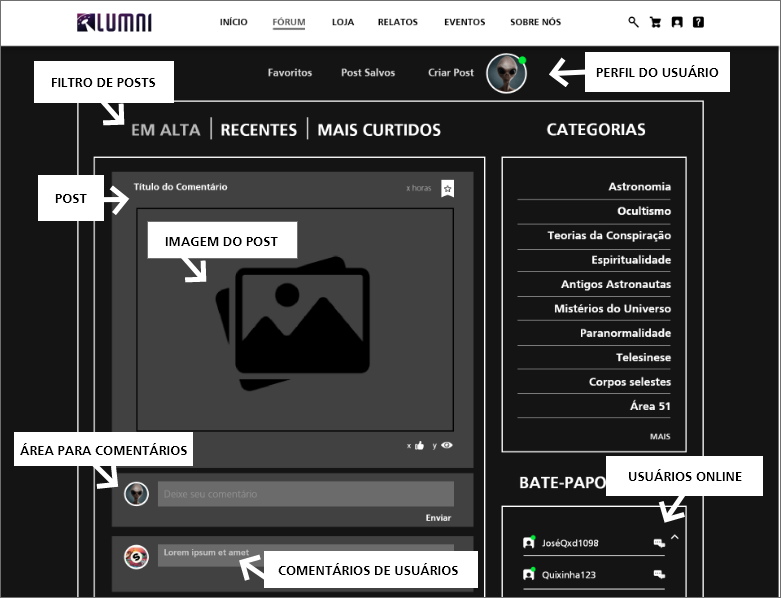 LUMNI
INÍCIO FÓRUM LOJA RELATOS EVENTOS SOBRE NÓS
Favoritos Post Salvos Criar Post
PERFIL DO USUÁRIO
FILTRO DE POSTS
EM ALTA RECENTES MAIS CURTIDOS
CATEGORIAS
POST
Título do Comentário x horas
IMAGEM DO POST
Astronomia
Ocultismo
Teorias da Conspiração
Espiritualidade
Antigos Astronautas
Mistérios do Universo
Paranormalidade
Telesinese
Corpos selestes
Área 51
MAIS
x y
ÁREA PARA COMENTÁRIOS
Deixe seu comentário
Enviar
BATE-PAPO
USUÁRIOS ONLINE
JoséQxd1098
Quixinha123
Lorem ipsum et amet
COMENTÁRIOS DE USUÁRIOS